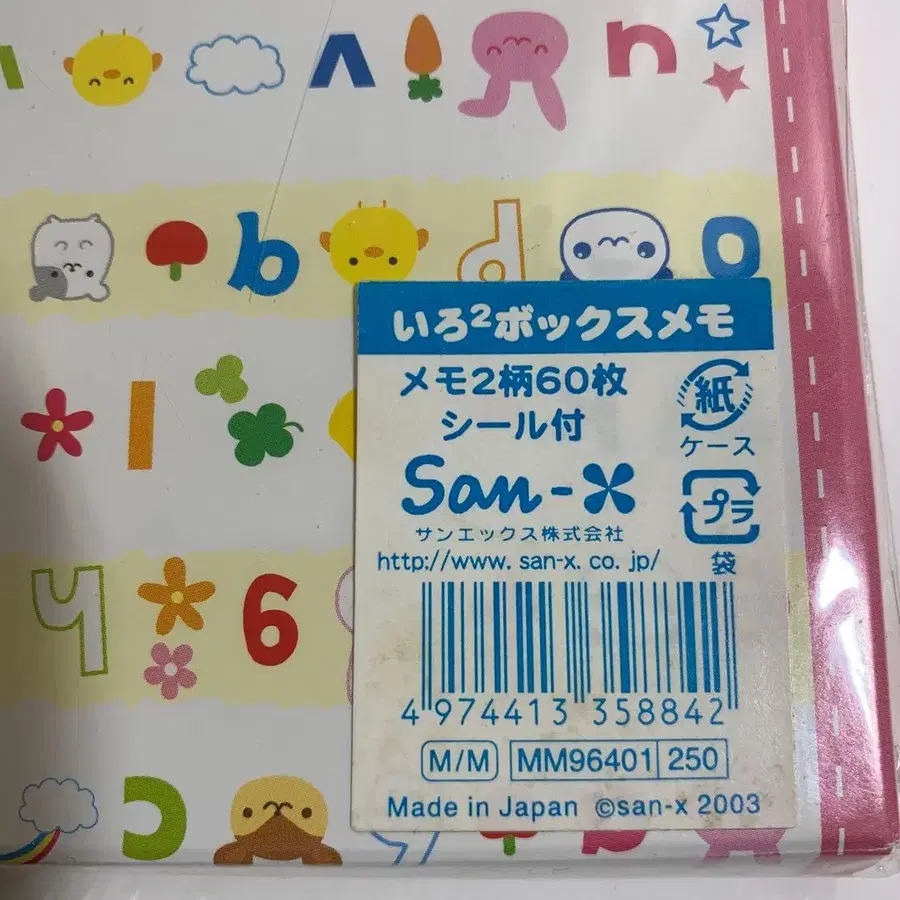 いろ²ボックスメモ
メモ2柄60枚
シール付
San-X
サンエックス株式会社
http://www.san-x.co.jp/
紙
ケース
プラ
袋
4 974413 358842
M/M MM96401 250
Made in Japan ©san-x 2003